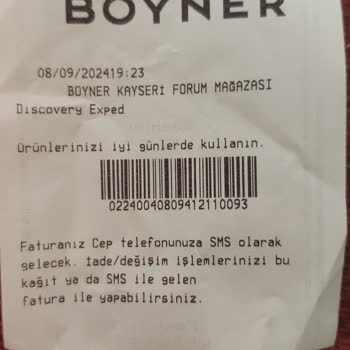 BOYNER
08/09/202419:23
BOYNER KAYSERİ FORUM MAĞAZASI
Discovery Exped
Ürünlerinizi iyi günlerde kullanın.
02240040809412110093
Faturanız Cep telefonunuza SMS olarak
gelecek. İade/değişim işlemlerinizi bu
kağıt ya da SMS ile gelen
fatura ile yapabilirsiniz.